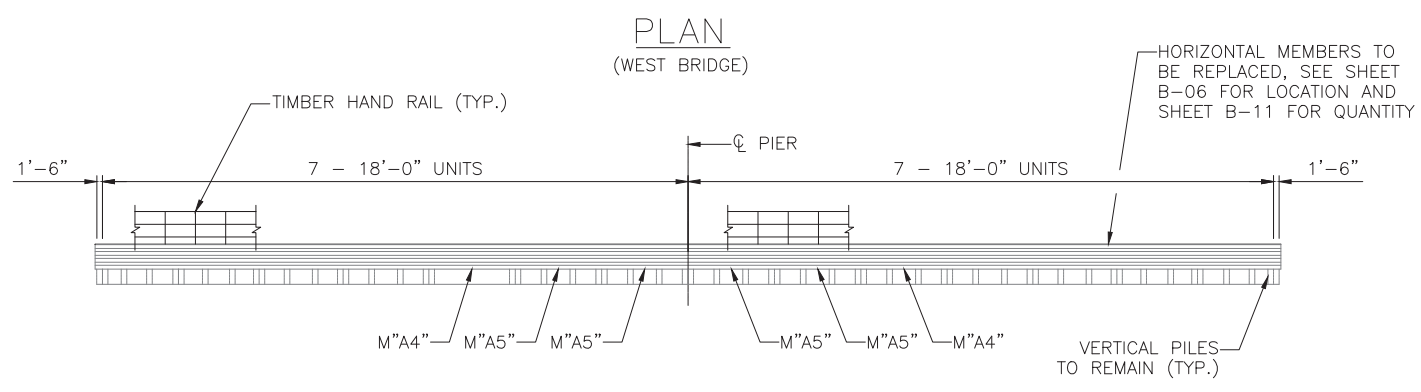 PLAN
(WEST BRIDGE)
HORIZONTAL MEMBERS TO
BE REPLACED, SEE SHEET
B-06 FOR LOCATION AND
SHEET B-11 FOR QUANTITY
TIMBER HAND RAIL (TYP.)
℄ PIER
1'-6" 7 - 18'-0" UNITS 7 - 18'-0" UNITS 1'-6"
M"A4" M"A5" M"A5" M"A5" M"A5" M"A4"
VERTICAL PILES
TO REMAIN (TYP.)